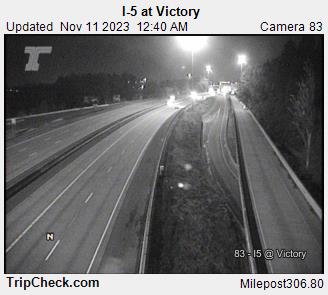 I-5 at Victory
Updated Nov 11 2023 12:40 AM Camera 83
T
N
83 - I5 @ Victory
TripCheck.com Milepost306.80